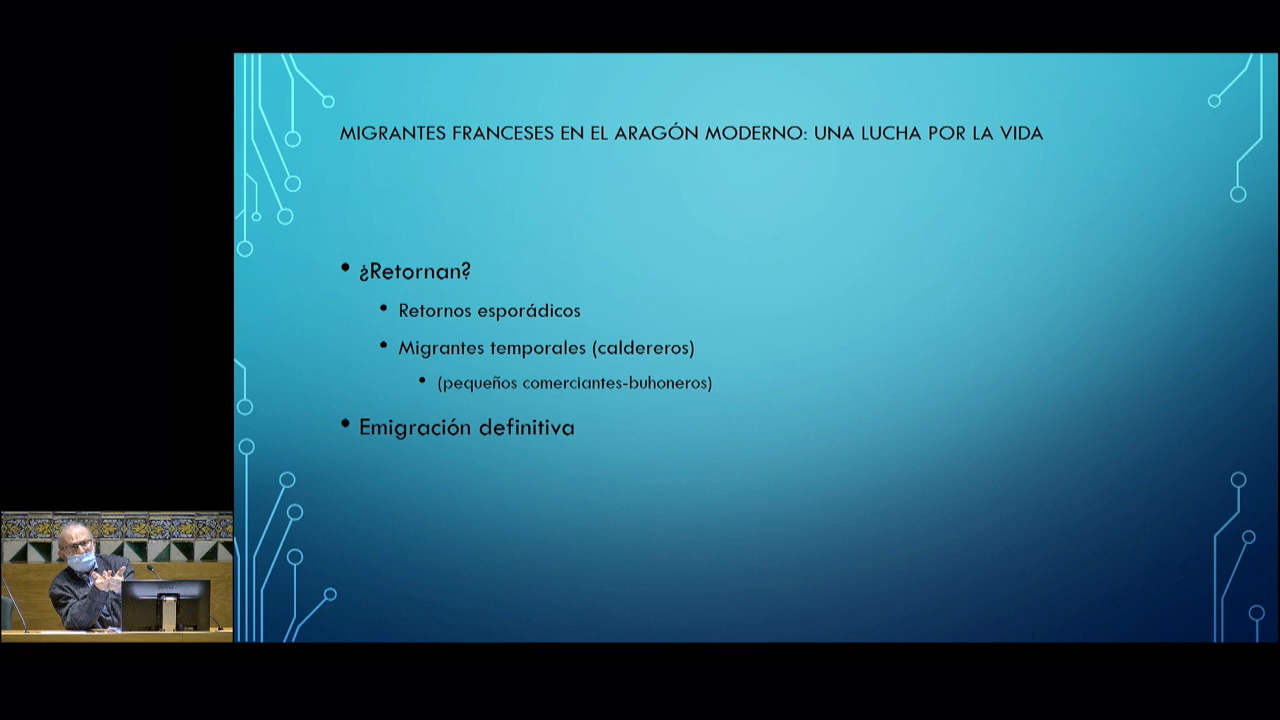 MIGRANTES FRANCESES EN EL ARAGÓN MODERNO: UNA LUCHA POR LA VIDA
• ¿Retornan?
• Retornos esporádicos
• Migrantes temporales (caldereros)
• (pequeños comerciantes-buhoneros)
• Emigración definitiva